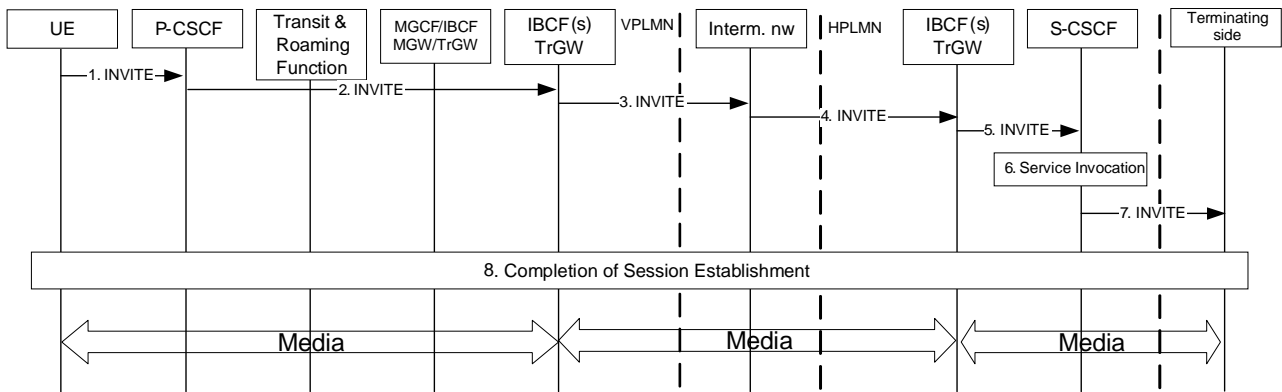 UE
P-CSCF
Transit &
Roaming
Function
MGCF/IBCF
MGW/TrGW
IBCF(s)
TrGW
VPLMN
Interm. nw
HPLMN
IBCF(s)
TrGW
S-CSCF
Terminating
side
1. INVITE
2. INVITE
3. INVITE
4. INVITE
5. INVITE
6. Service Invocation
7. INVITE
8. Completion of Session Establishment
Media
Media
Media